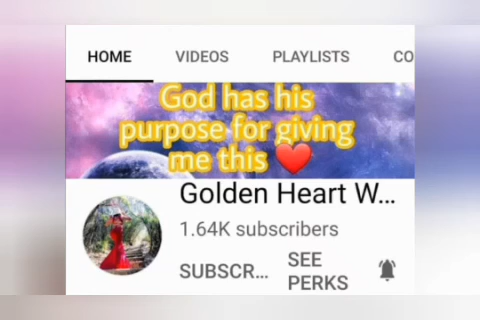 HOME VIDEOS PLAYLISTS CO
God has his
purpose for giving
me this ❤️
Golden Heart W...
1.64K subscribers
SUBSCR... SEE
PERKS